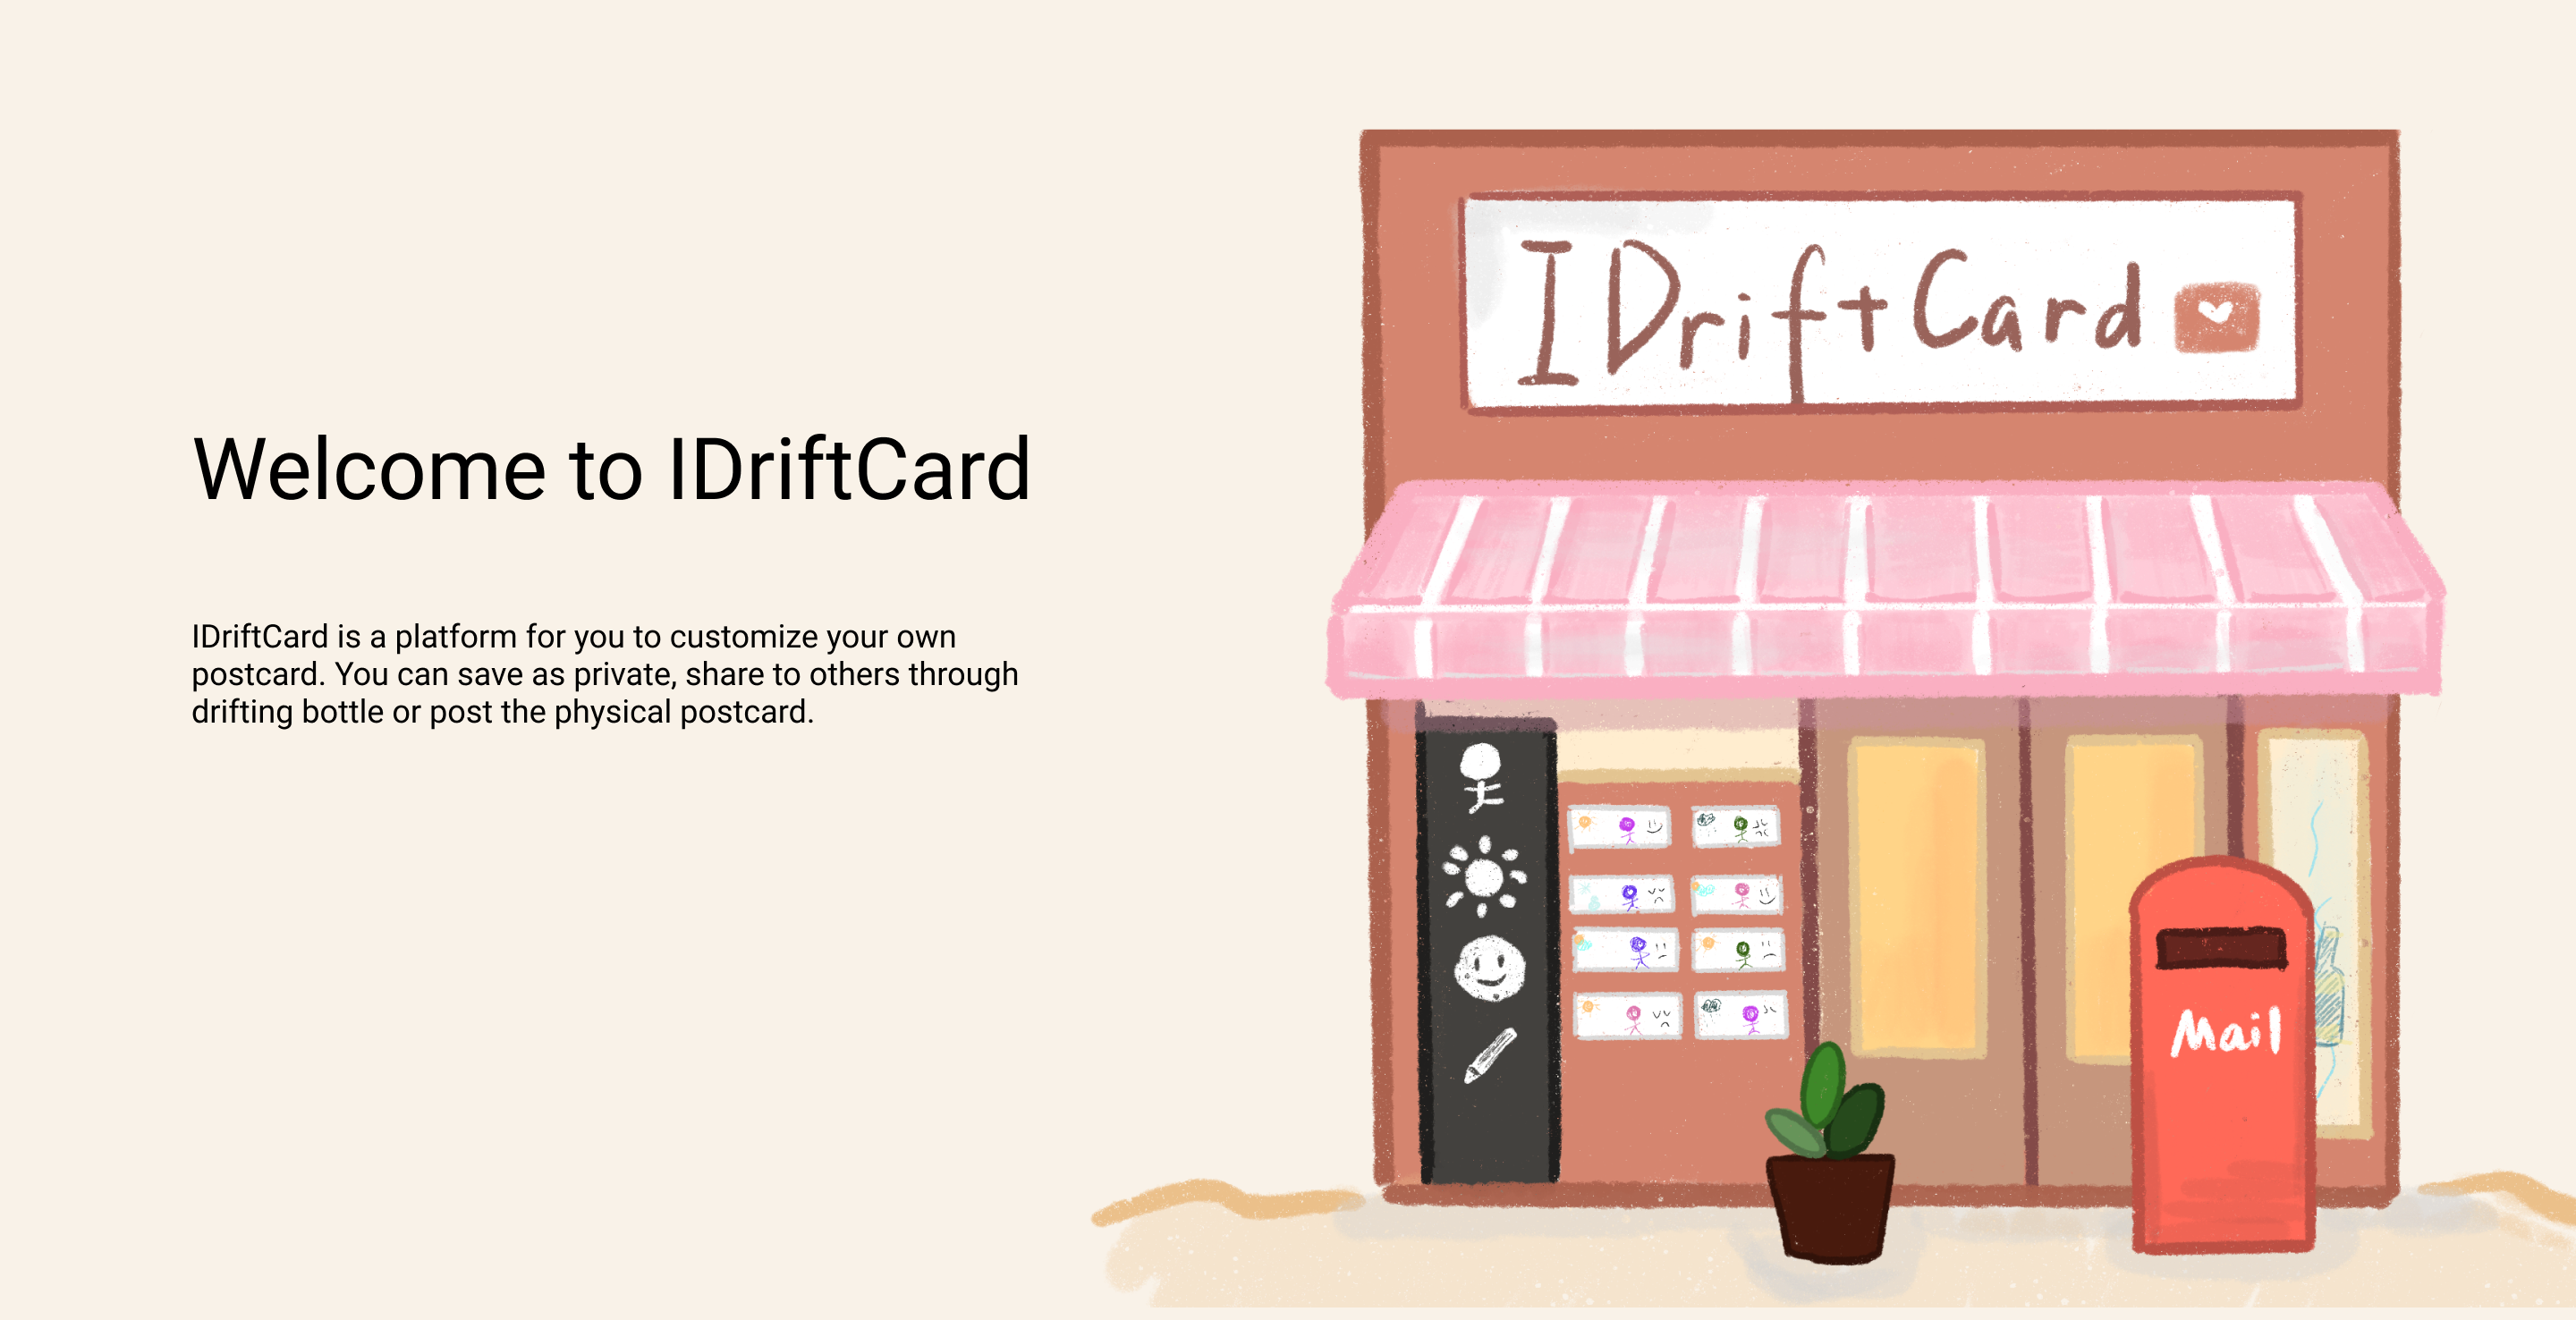 IDriftCard
Welcome to IDriftCard
IDriftCard is a platform for you to customize your own
postcard. You can save as private, share to others through
drifting bottle or post the physical postcard.
Mail